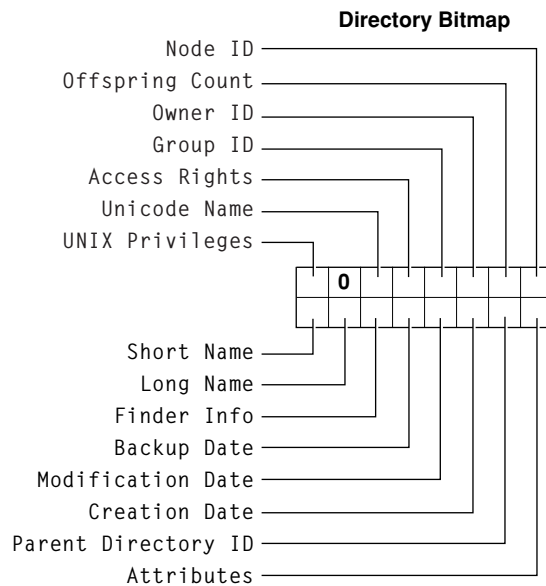 Directory Bitmap
Node ID
Offspring Count
Owner ID
Group ID
Access Rights
Unicode Name
UNIX Privileges
0
Short Name
Long Name
Finder Info
Backup Date
Modification Date
Creation Date
Parent Directory ID
Attributes